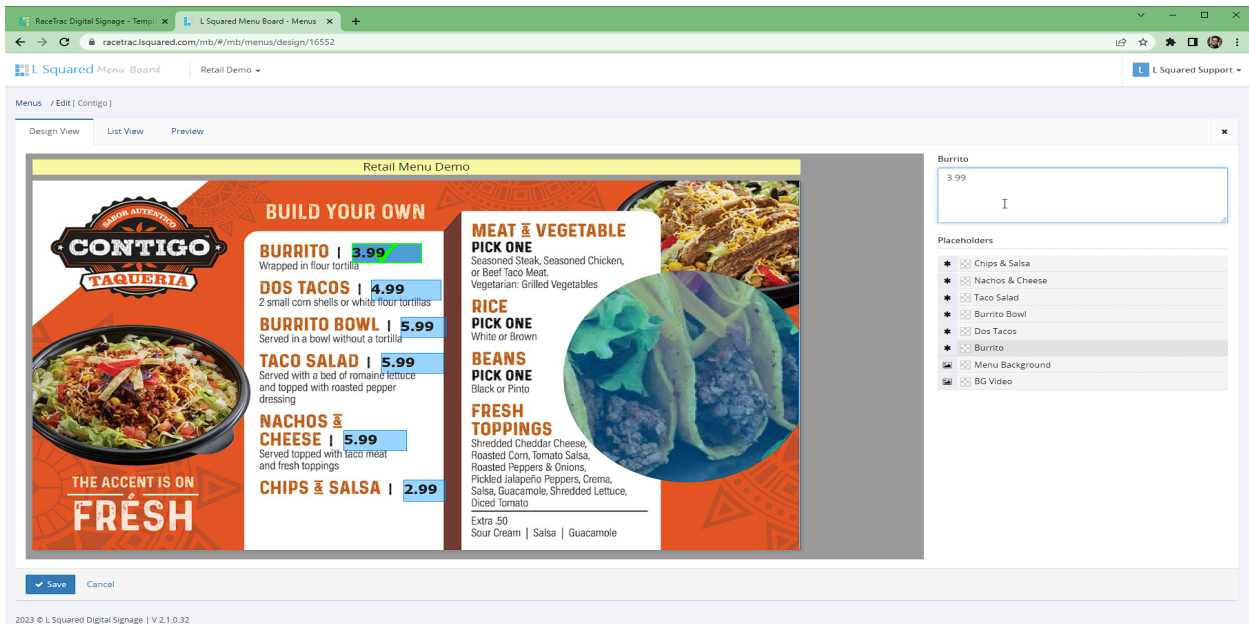 RaceTrac Digital Signage - Templ
L Squared Menu Board - Menus
racetrac.lsquared.com/mb/#/mb/menus/design/16552
L Squared Menu Board
Retail Demo
L
L Squared Support
Menus / Edit [ Contigo ]
Design View
List View
Preview
Retail Menu Demo
SABOR AUTÉNTICO
CONTIGO
TAQUERIA
THE ACCENT IS ON
FRÉSH
BUILD YOUR OWN
BURRITO | 3.99
Wrapped in flour tortilla
DOS TACOS | 4.99
2 small corn shells or white flour tortillas
BURRITO BOWL | 5.99
Served in a bowl without a tortilla
TACO SALAD | 5.99
Served with a bed of romaine lettuce
and topped with roasted pepper
dressing
NACHOS &
CHEESE | 5.99
Served topped with taco meat
and fresh toppings
CHIPS & SALSA | 2.99
MEAT & VEGETABLE
PICK ONE
Seasoned Steak, Seasoned Chicken,
or Beef Taco Meat.
Vegetarian: Grilled Vegetables
RICE
PICK ONE
White or Brown
BEANS
PICK ONE
Black or Pinto
FRESH
TOPPINGS
Shredded Cheddar Cheese,
Roasted Corn, Tomato Salsa,
Roasted Peppers & Onions,
Pickled Jalapeño Peppers, Crema,
Salsa, Guacamole, Shredded Lettuce,
Diced Tomato
Extra .50
Sour Cream | Salsa | Guacamole
Burrito
3.99
Placeholders
Chips & Salsa
Nachos & Cheese
Taco Salad
Burrito Bowl
Dos Tacos
Burrito
Menu Background
BG Video
Save
Cancel
2023 © L Squared Digital Signage | V 2.1.0.32